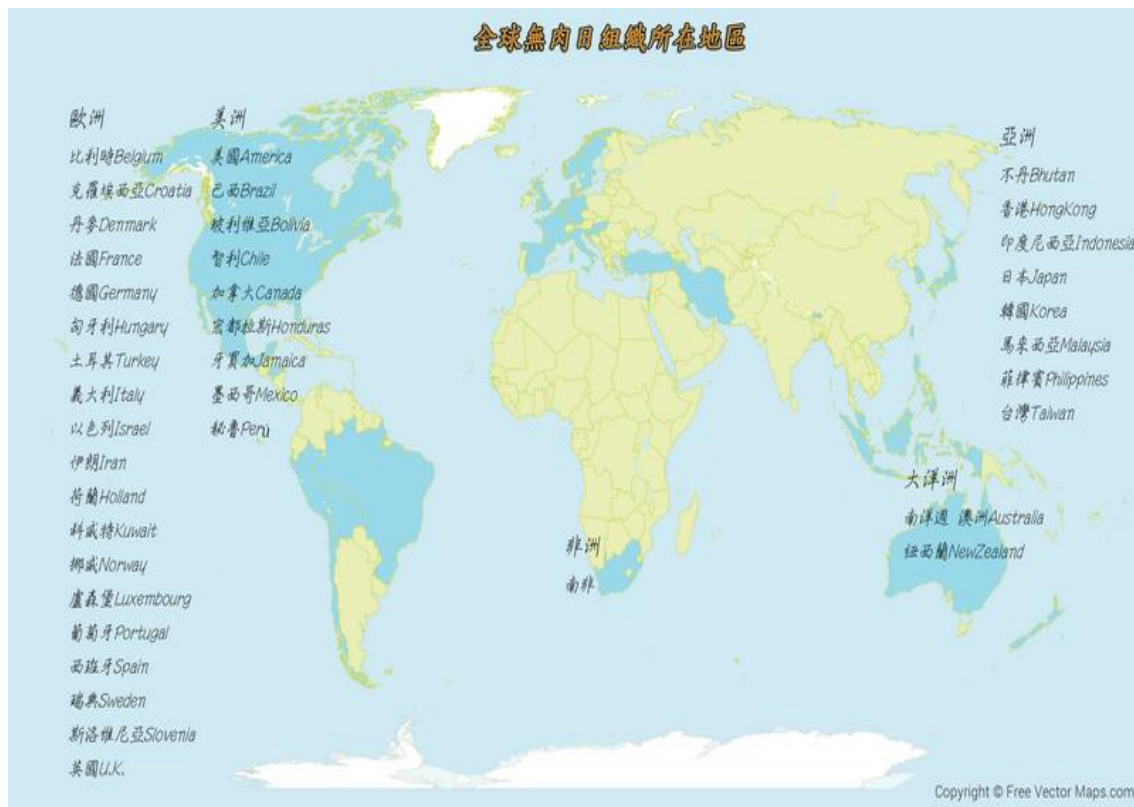 全球無肉日組織所在地區
歐洲
比利時Belgium
克羅埃西亞Croatia
丹麥Denmark
法國France
德國Germany
匈牙利Hungary
土耳其Turkey
義大利Italy
以色列Israel
伊朗Iran
荷蘭Holland
科威特Kuwait
挪威Norway
盧森堡Luxembourg
葡萄牙Portugal
西班牙Spain
瑞典Sweden
斯洛維尼亞Slovenia
英國U.K.
美洲
美國America
巴西Brazil
玻利維亞Bolivia
智利Chile
加拿大Canada
宏都拉斯Honduras
牙買加Jamaica
墨西哥Mexico
秘魯Perú
非洲
南非
亞洲
不丹Bhutan
香港HongKong
印度尼西亞Indonesia
日本Japan
韓國Korea
馬來西亞Malaysia
菲律賓Philippines
台灣Taiwan
大洋洲
南洋週 澳洲Australia
紐西蘭NewZealand
Copyright © Free Vector Maps.com